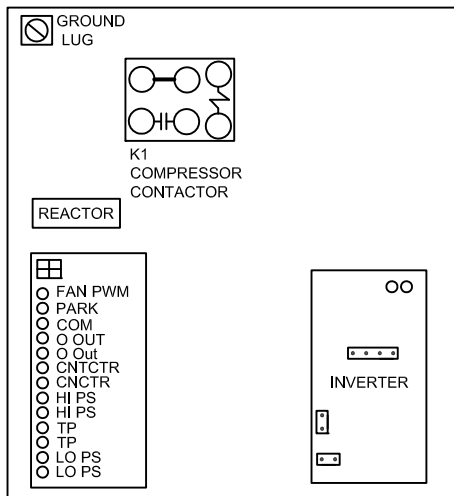 GROUND
LUG
K1
COMPRESSOR
CONTACTOR
REACTOR
FAN PWM
PARK
COM
O OUT
O Out
CNTCTR
CNCTR
HI PS
HI PS
TP
TP
LO PS
LO PS
INVERTER